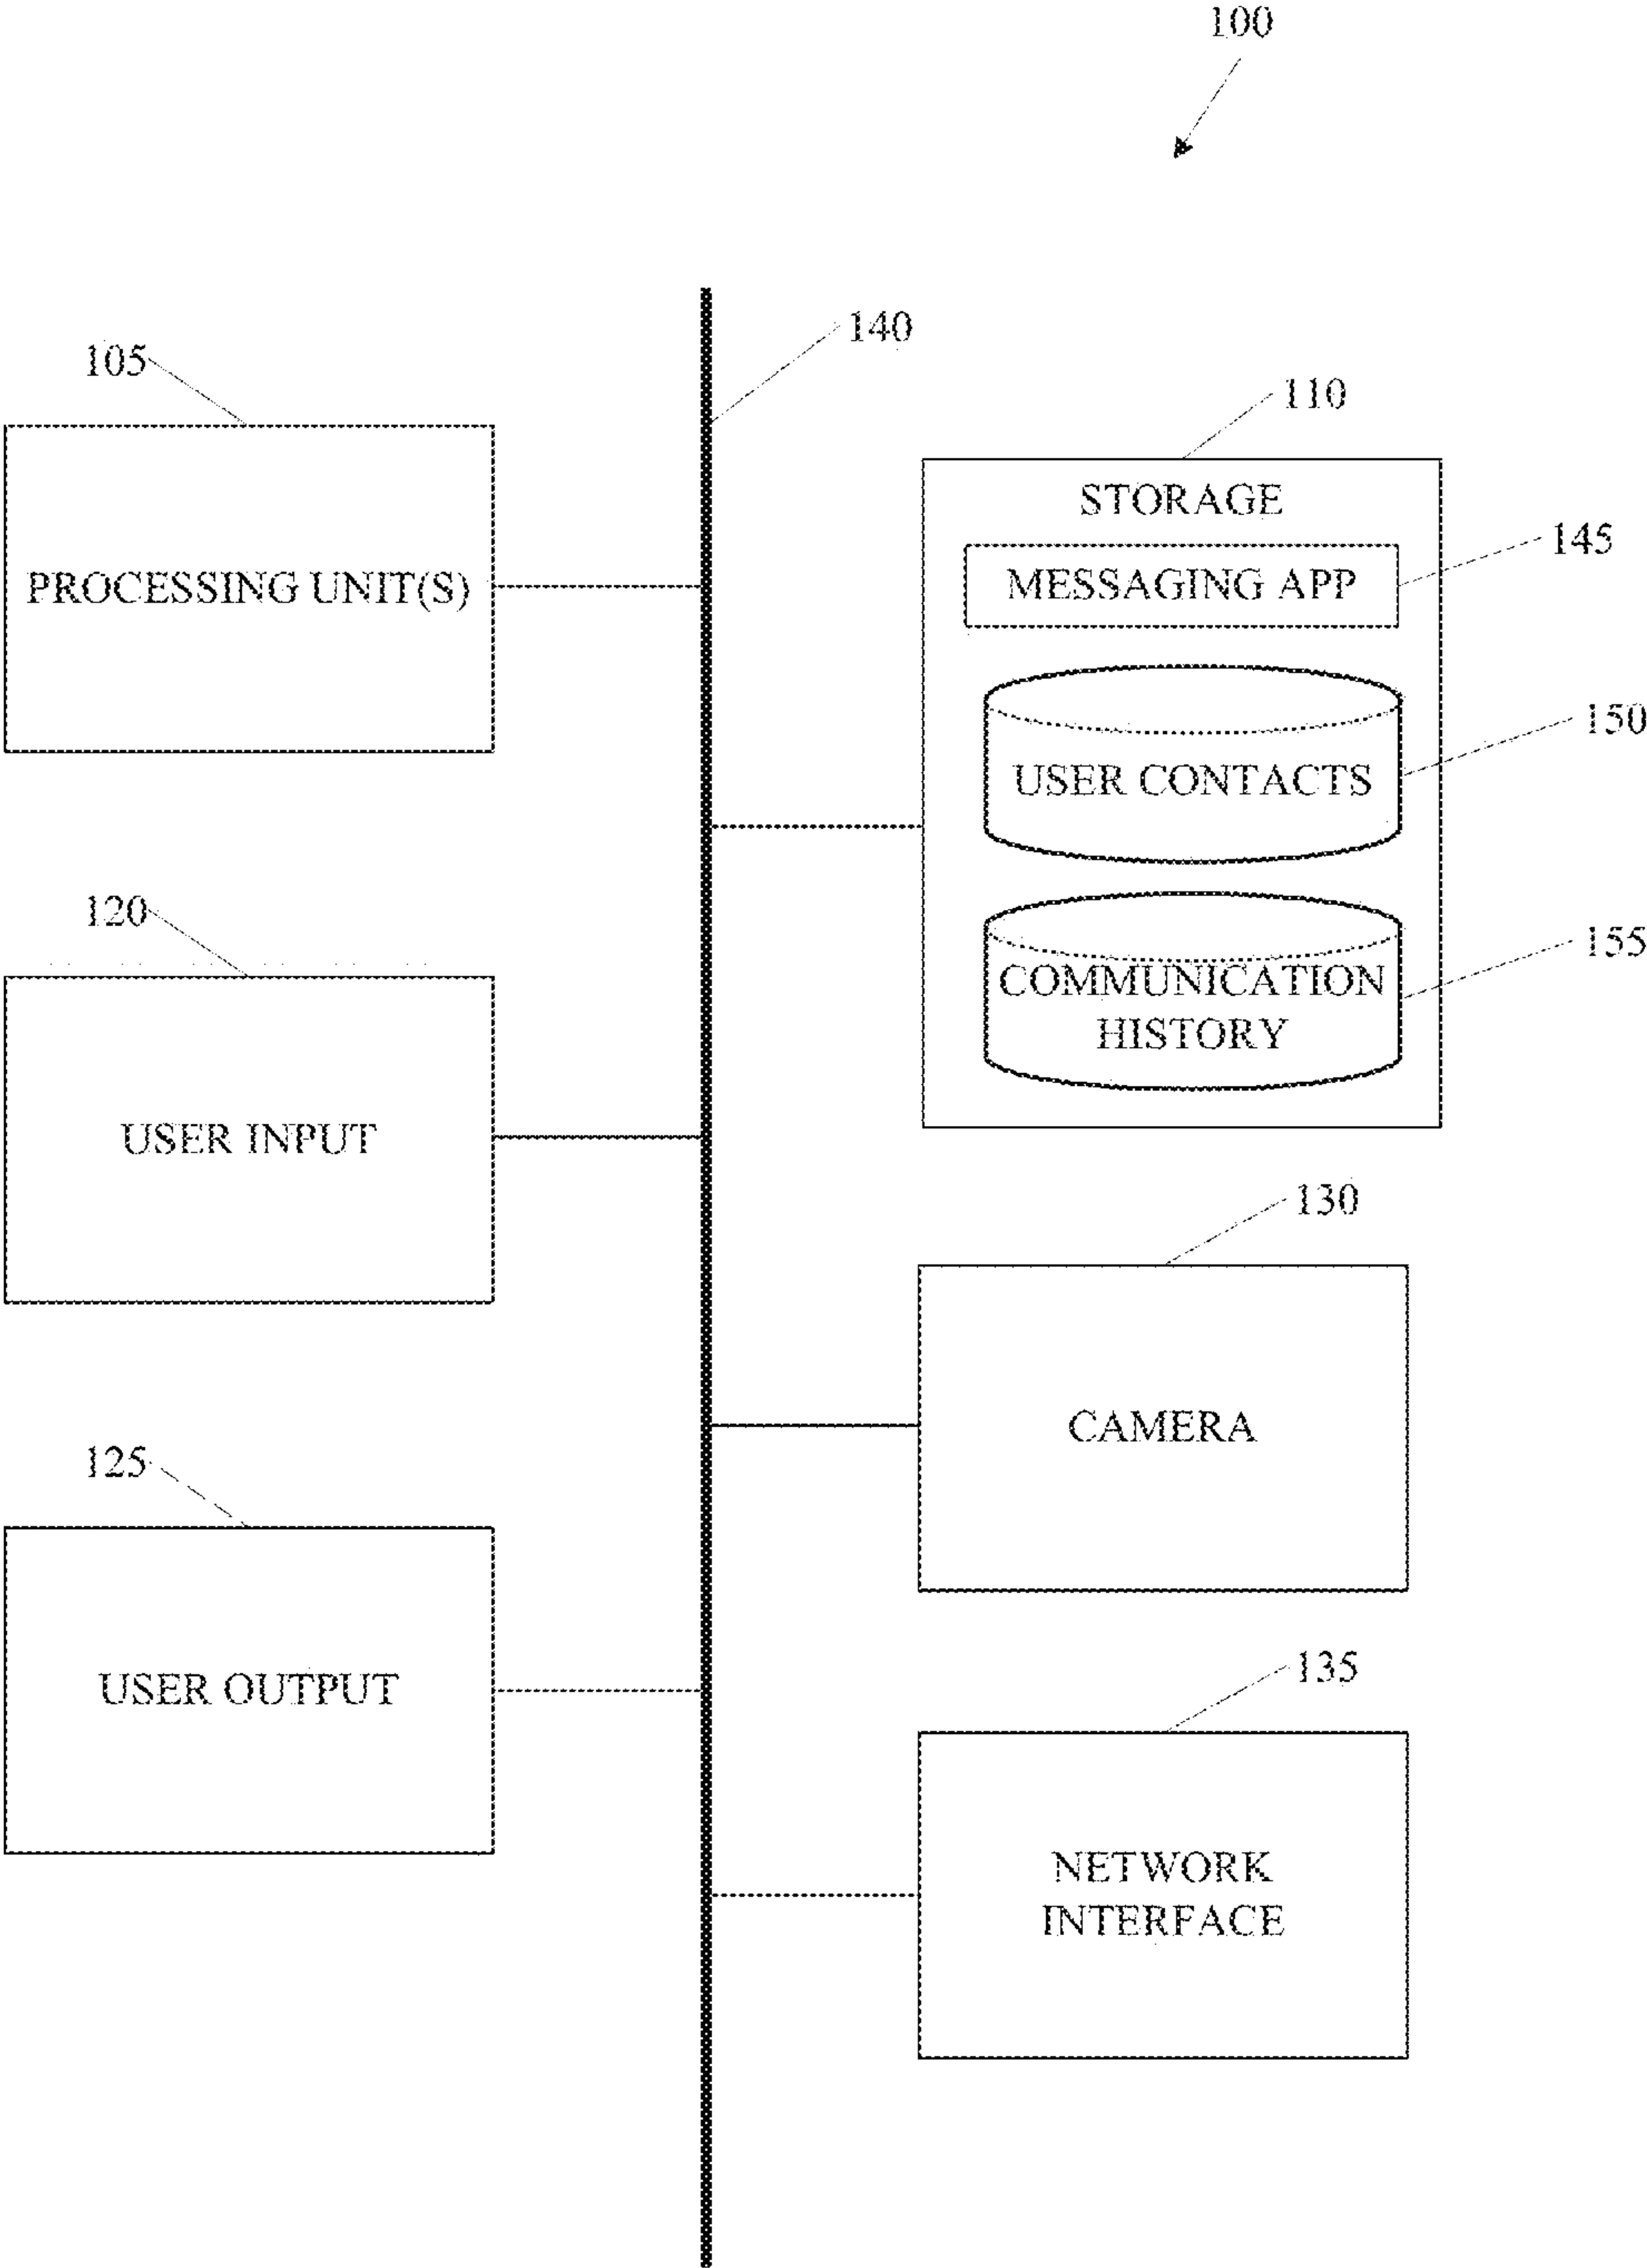 100
140
105
110
PROCESSING UNIT(S)
STORAGE
145
MESSAGING APP
150
USER CONTACTS
120
155
COMMUNICATION
HISTORY
USER INPUT
130
CAMERA
125
USER OUTPUT
135
NETWORK
INTERFACE